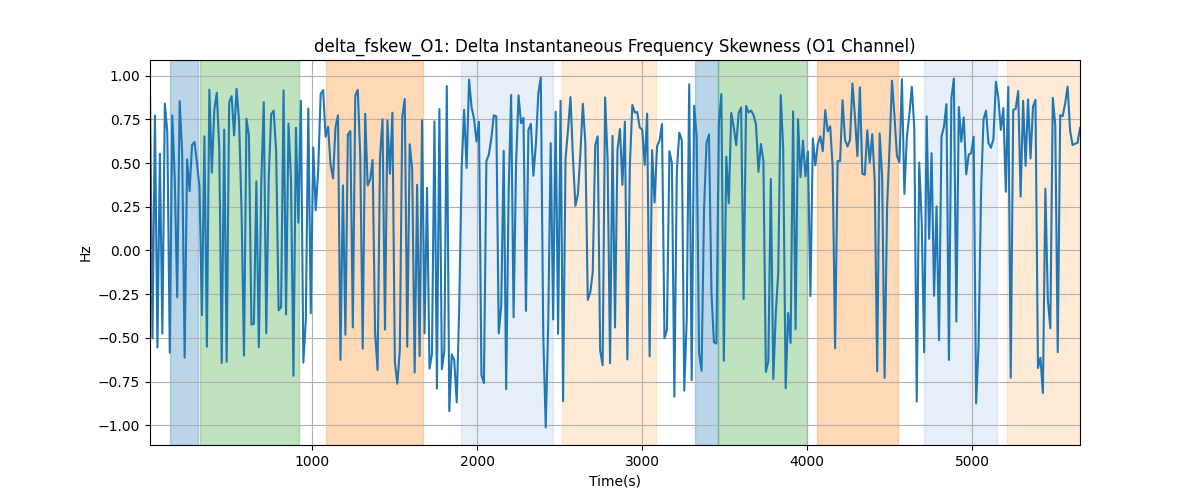 delta_fskew_O1: Delta Instantaneous Frequency Skewness (O1 Channel)
1.00
0.75
0.50
0.25
0.00
−0.25
−0.50
−0.75
−1.00
Hz
1000 2000 3000 4000 5000
Time(s)